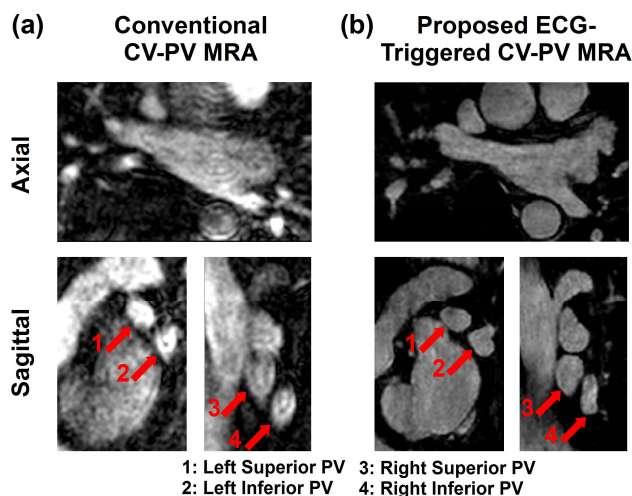 (a) Conventional CV-PV MRA
(b) Proposed ECG-Triggered CV-PV MRA
Axial
Sagittal
1
2
3
4
1
2
3
4
1: Left Superior PV 3: Right Superior PV
2: Left Inferior PV 4: Right Inferior PV